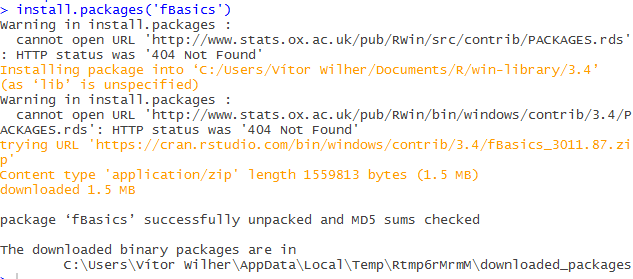 > install.packages('fBasics')
Warning in install.packages :
  cannot open URL 'http://www.stats.ox.ac.uk/pub/RWin/src/contrib/PACKAGES.rds'
: HTTP status was '404 Not Found'
Installing package into ‘C:/Users/Vítor Wilher/Documents/R/win-library/3.4’
(as ‘lib’ is unspecified)
Warning in install.packages :
  cannot open URL 'http://www.stats.ox.ac.uk/pub/RWin/bin/windows/contrib/3.4/P
ACKAGES.rds': HTTP status was '404 Not Found'
trying URL 'https://cran.rstudio.com/bin/windows/contrib/3.4/fBasics_3011.87.zi
p'
Content type 'application/zip' length 1559813 bytes (1.5 MB)
downloaded 1.5 MB
package ‘fBasics’ successfully unpacked and MD5 sums checked
The downloaded binary packages are in
        C:\Users\Vítor Wilher\AppData\Local\Temp\Rtmp6rMrmM\downloaded_packages
>